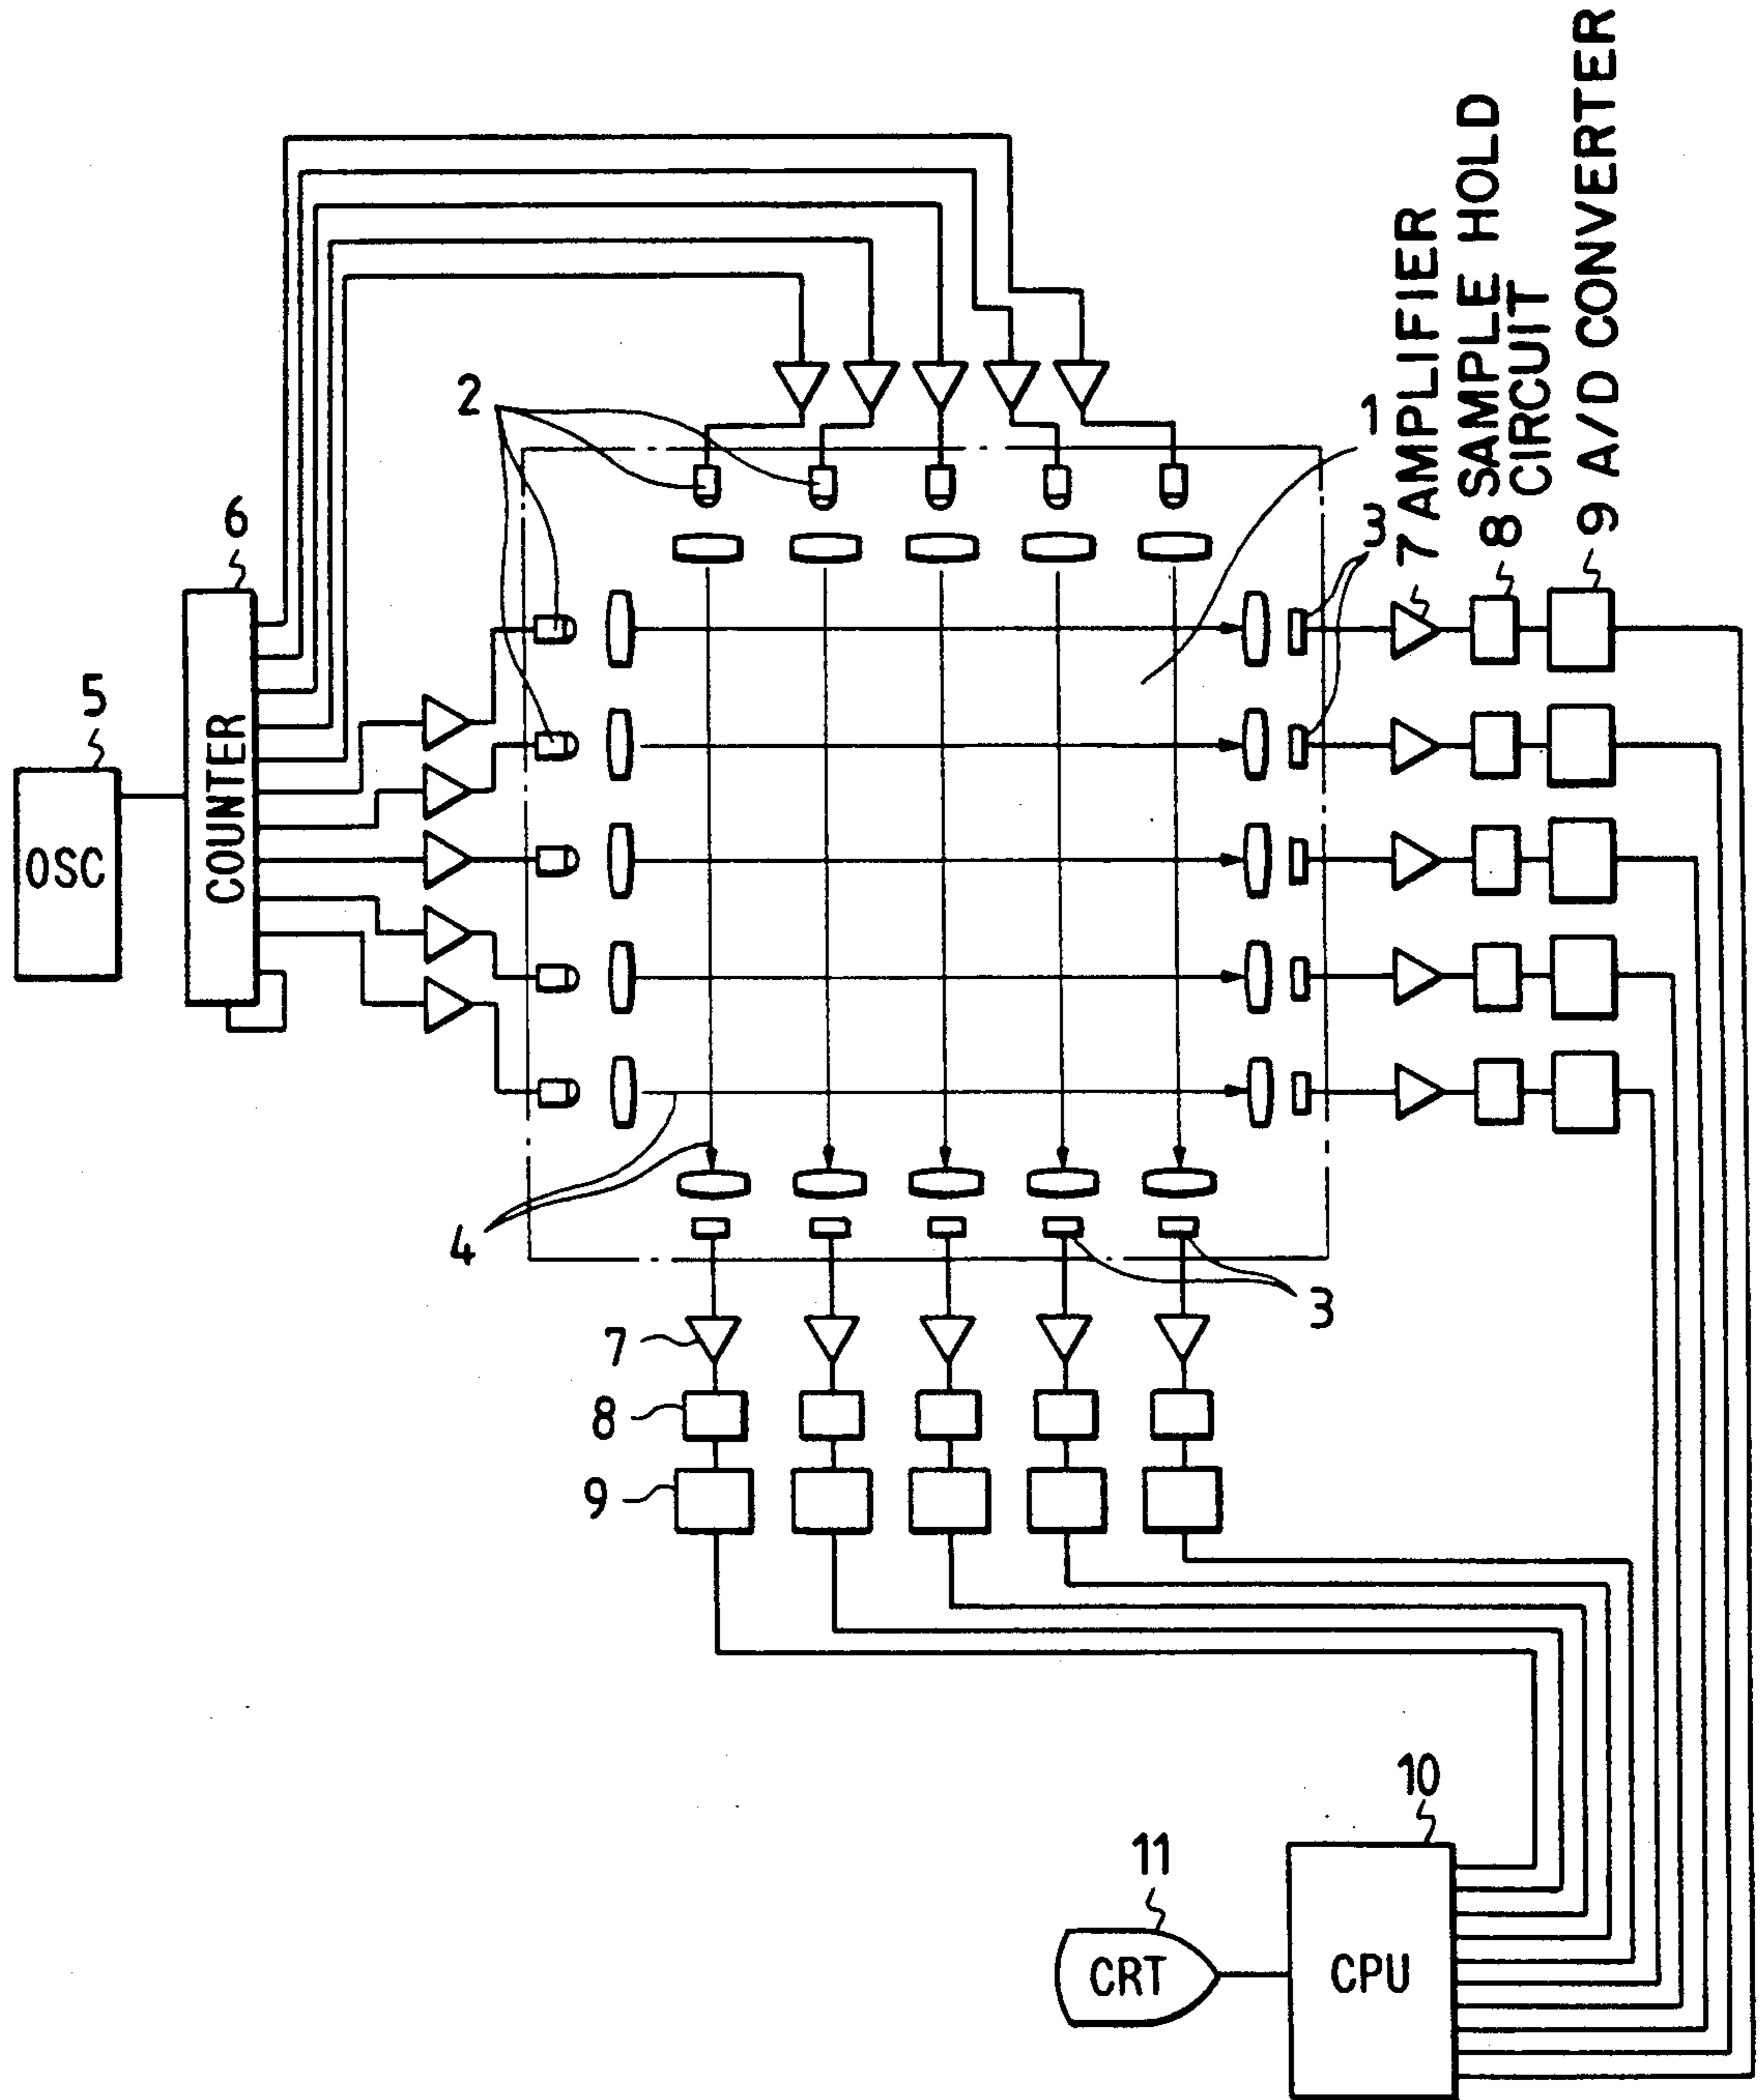 7 AMPLIFIER
8 SAMPLE HOLD
CIRCUIT
9 A/D CONVERTER
2
1
6
3
5
COUNTER
OSC
4
3
7
8
9
10
11
CRT
CPU